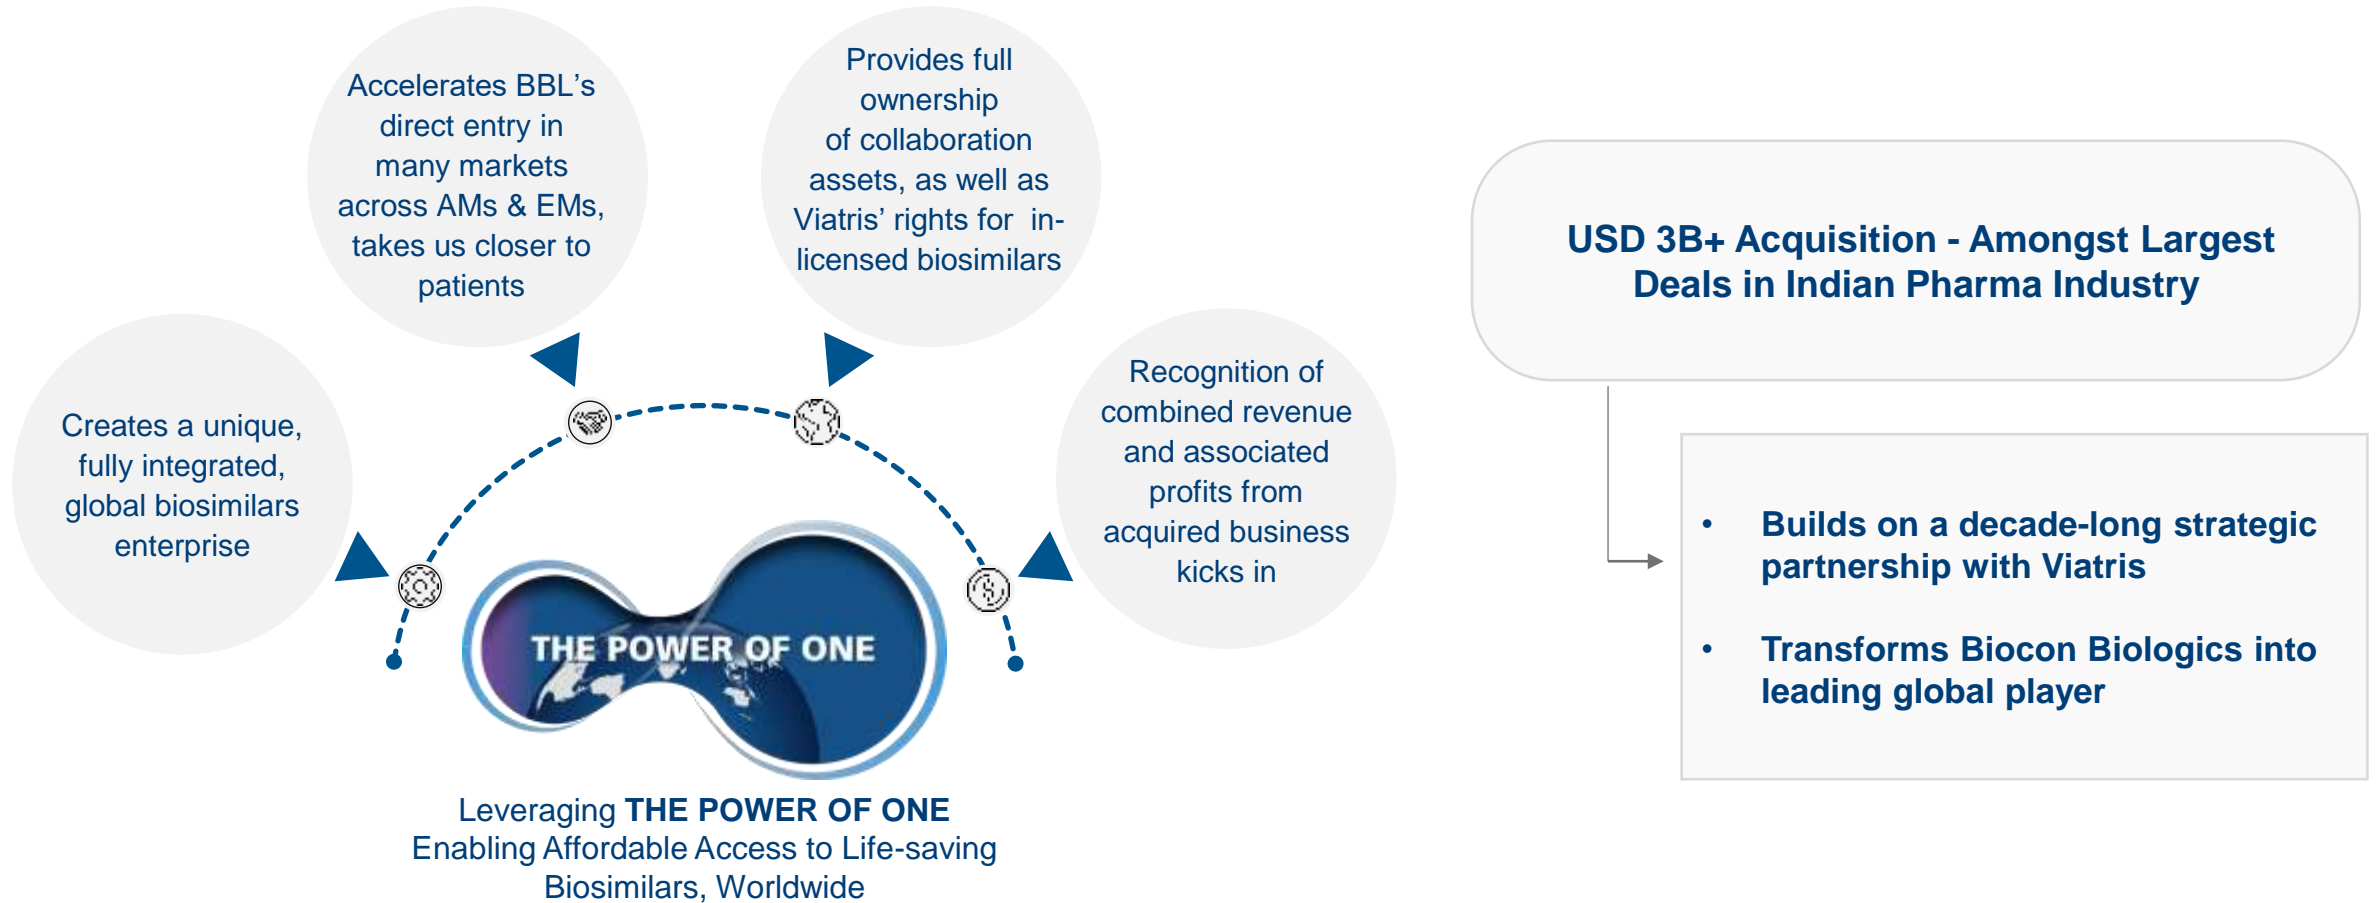 Creates a unique,
fully integrated,
global biosimilars
enterprise
Accelerates BBL’s
direct entry in
many markets
across AMs & EMs,
takes us closer to
patients
Provides full
ownership
of collaboration
assets, as well as
Viatris’ rights for in-
licensed biosimilars
Recognition of
combined revenue
and associated
profits from
acquired business
kicks in
THE POWER OF ONE
Leveraging THE POWER OF ONE
Enabling Affordable Access to Life-saving
Biosimilars, Worldwide
USD 3B+ Acquisition - Amongst Largest
Deals in Indian Pharma Industry
• Builds on a decade-long strategic
partnership with Viatris
• Transforms Biocon Biologics into
leading global player